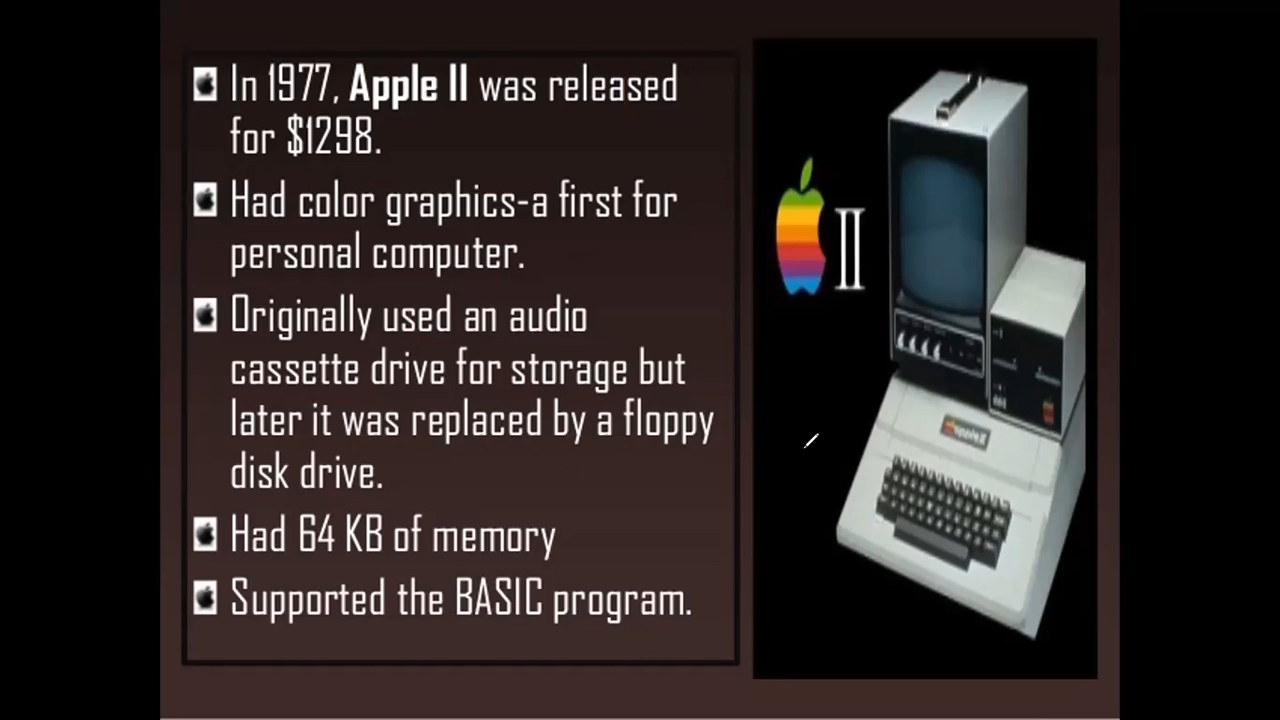 In 1977, Apple II was released
for $1298.
Had color graphics-a first for
personal computer.
Originally used an audio
cassette drive for storage but
later it was replaced by a floppy
disk drive.
Had 64 KB of memory
Supported the BASIC program.
II
apple II